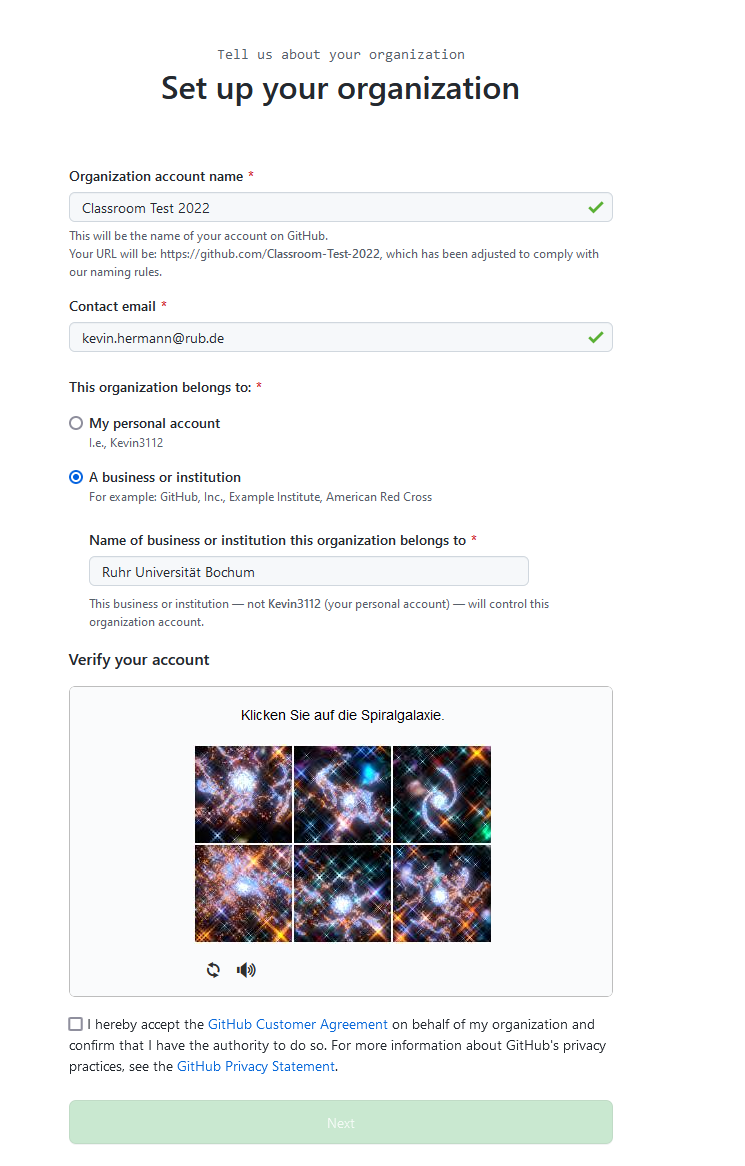 Tell us about your organization
Set up your organization
Organization account name *
Classroom Test 2022
This will be the name of your account on GitHub.
Your URL will be: https://github.com/Classroom-Test-2022, which has been adjusted to comply with
our naming rules.
Contact email *
kevin.hermann@rub.de
This organization belongs to: *
My personal account
I.e., Kevin3112
A business or institution
For example: GitHub, Inc., Example Institute, American Red Cross
Name of business or institution this organization belongs to *
Ruhr Universität Bochum
This business or institution — not Kevin3112 (your personal account) — will control this
organization account.
Verify your account
Klicken Sie auf die Spiralgalaxie.
I hereby accept the GitHub Customer Agreement on behalf of my organization and
confirm that I have the authority to do so. For more information about GitHub's privacy
practices, see the GitHub Privacy Statement.
Next